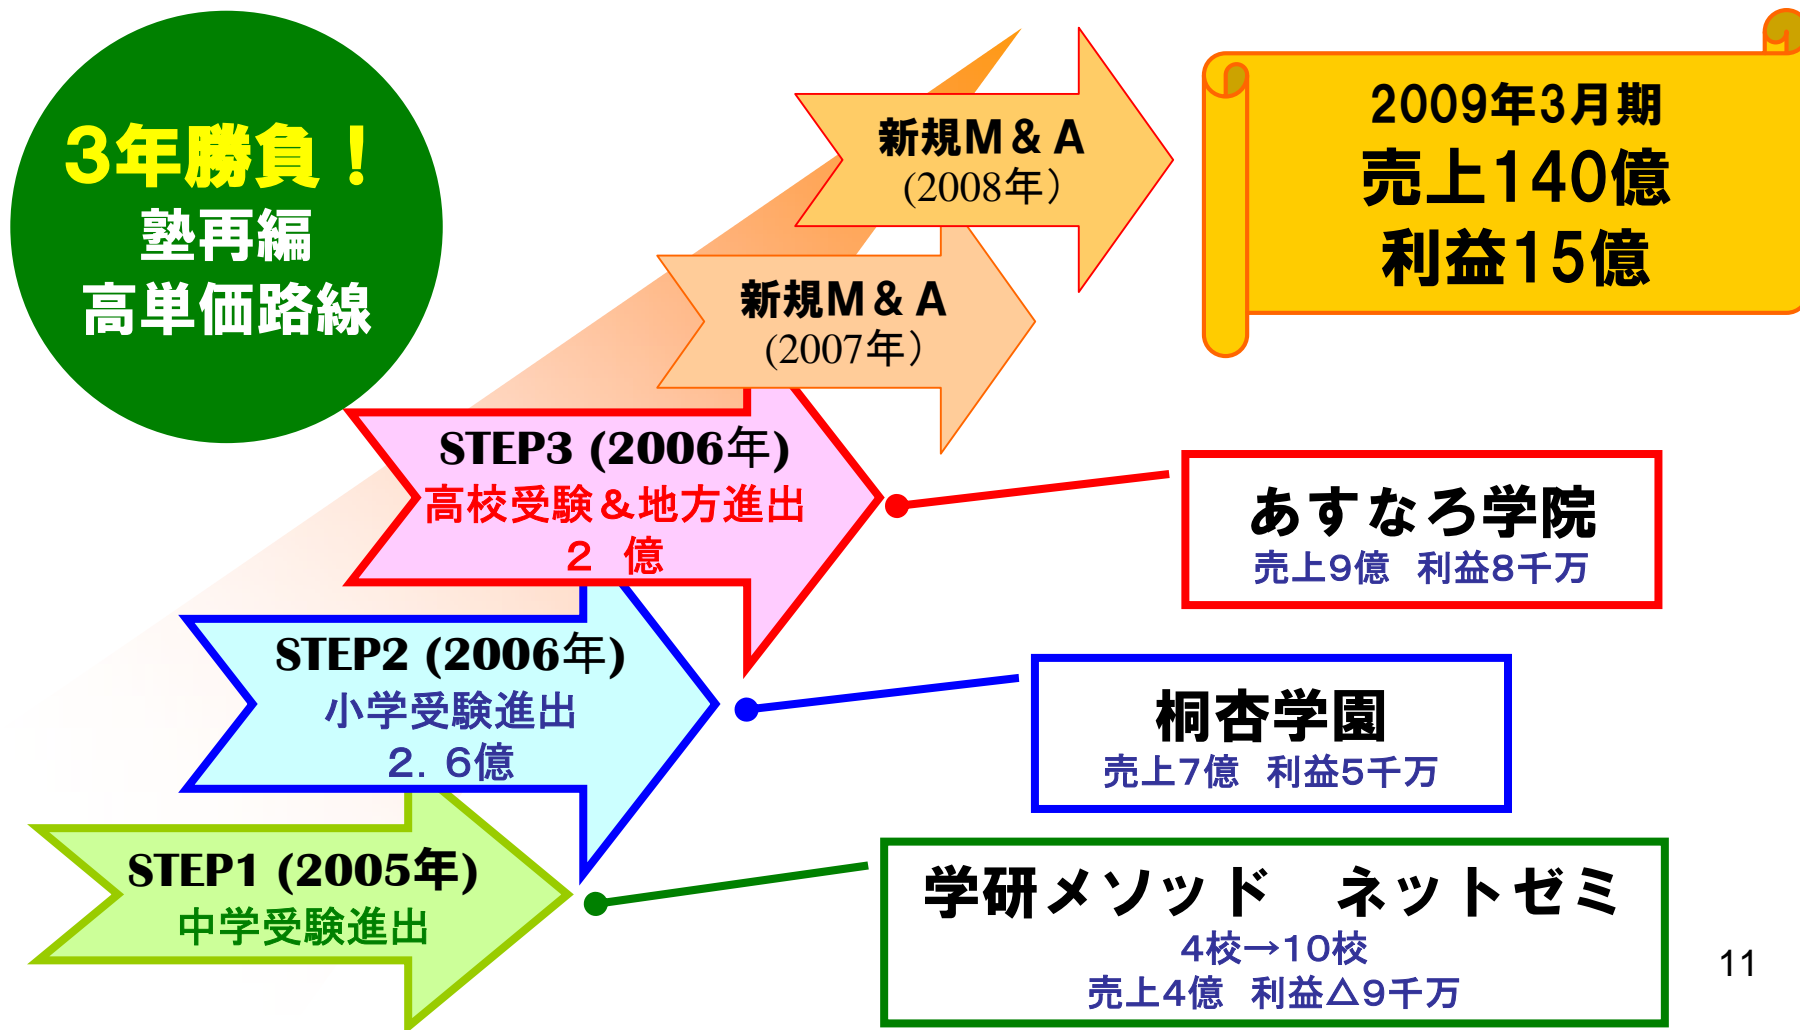 3年勝負！
塾再編
高単価路線
新規M & A
(2008年）
2009年3月期
売上140億
利益15億
新規M & A
(2007年）
STEP3 (2006年)
高校受験＆地方進出
２　億
あすなろ学院
売上9億　利益8千万
STEP2 (2006年)
小学受験進出
２．６億
桐杏学園
売上7億　利益5千万
STEP1 (2005年)
中学受験進出
学研メソッド　ネットゼミ
4校→10校
売上4億　利益△9千万
11